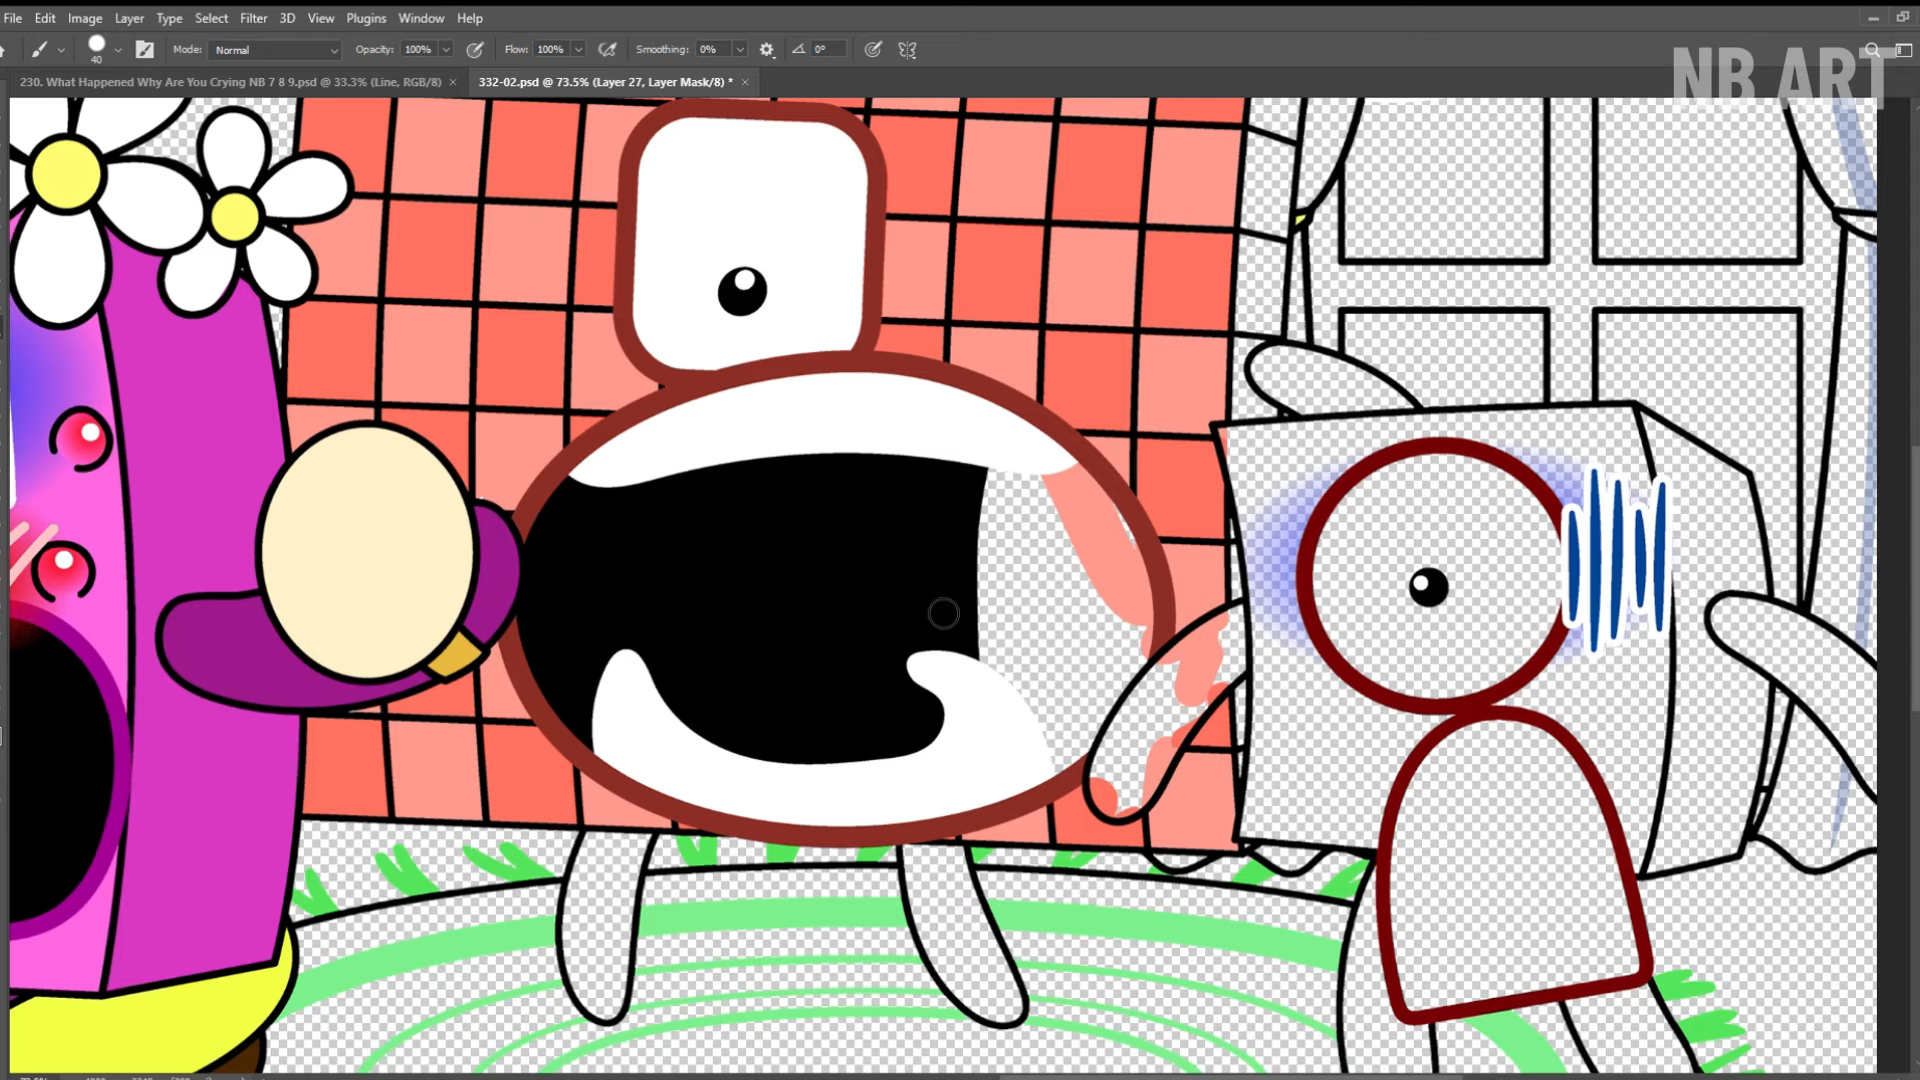 File Edit Image Layer Type Select Filter 3D View Plugins Window Help
40 Mode: Normal Opacity: 100% Flow: 100% Smoothing: 0% 0°
230. What Happened Why Are You Crying NB 7 8 9.psd @ 33.3% (Line, RGB/8) × 332-02.psd @ 73.5% (Layer 27, Layer Mask/8) * ×
NB ART